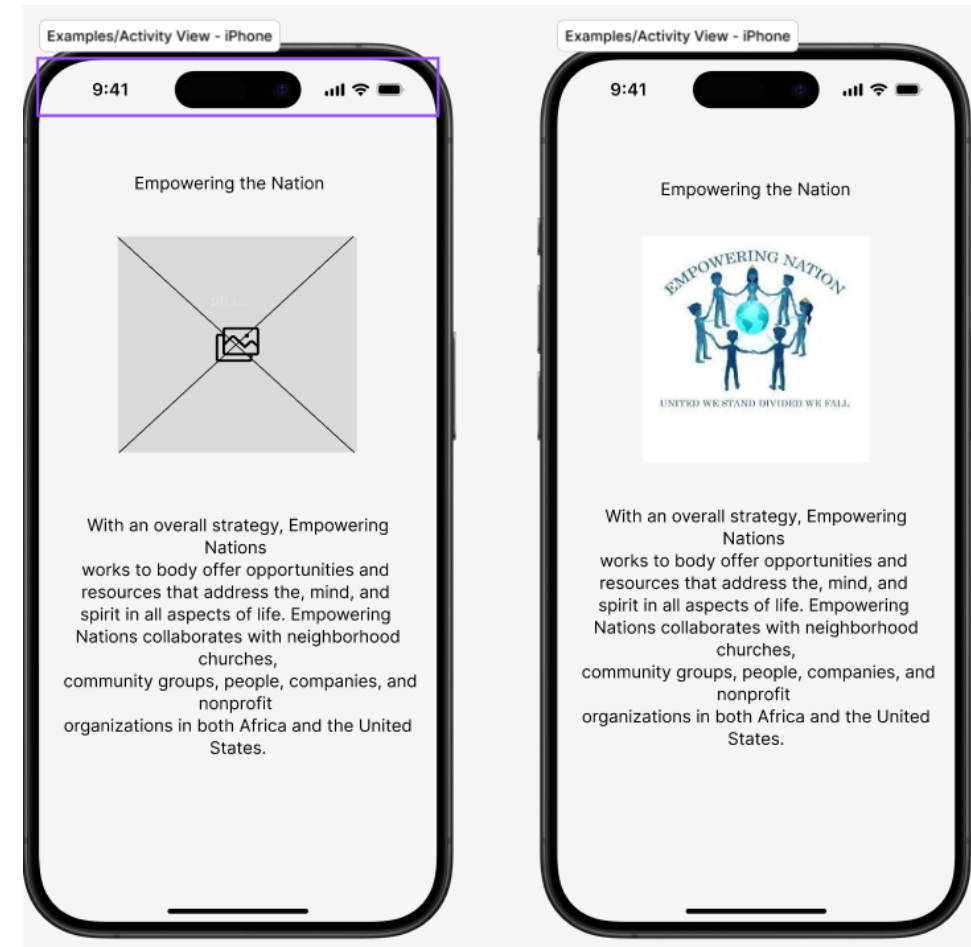 Examples/Activity View - iPhone
9:41
Empowering the Nation
With an overall strategy, Empowering
Nations
works to body offer opportunities and
resources that address the, mind, and
spirit in all aspects of life. Empowering
Nations collaborates with neighborhood
churches,
community groups, people, companies, and
nonprofit
organizations in both Africa and the United
States.
Examples/Activity View - iPhone
9:41
Empowering the Nation
EMPOWERING NATION
UNITED WE STAND DIVIDED WE FALL
With an overall strategy, Empowering
Nations
works to body offer opportunities and
resources that address the, mind, and
spirit in all aspects of life. Empowering
Nations collaborates with neighborhood
churches,
community groups, people, companies, and
nonprofit
organizations in both Africa and the United
States.